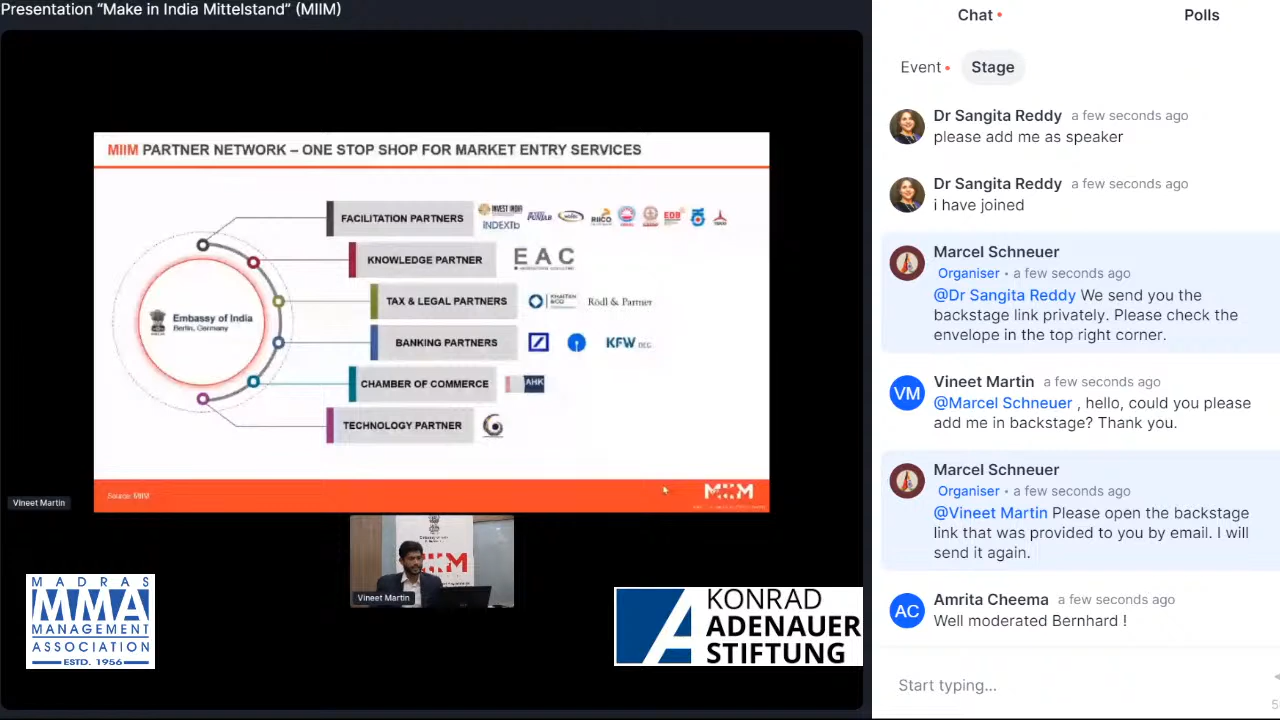 Presentation “Make in India Mittelstand” (MIIM)
MIIM PARTNER NETWORK – ONE STOP SHOP FOR MARKET ENTRY SERVICES
FACILITATION PARTNERS
INVEST INDIA
INDEXTb
RIICO
EDB
KNOWLEDGE PARTNER
EAC
TAX & LEGAL PARTNERS
KHAITAN & CO
Rödl & Partner
Embassy of India
Berlin, Germany
BANKING PARTNERS
KFW DEG
CHAMBER OF COMMERCE
AHK
TECHNOLOGY PARTNER
Source: MIIM
MIIM
Vineet Martin
Vineet Martin
MADRAS
MMA
MANAGEMENT
ASSOCIATION
ESTD. 1956
KONRAD
ADENAUER
STIFTUNG
Chat
Polls
Event
Stage
Dr Sangita Reddy a few seconds ago
please add me as speaker
Dr Sangita Reddy a few seconds ago
i have joined
Marcel Schneuer
Organiser • a few seconds ago
@Dr Sangita Reddy We send you the
backstage link privately. Please check the
envelope in the top right corner.
VM
Vineet Martin a few seconds ago
@Marcel Schneuer , hello, could you please
add me in backstage? Thank you.
Marcel Schneuer
Organiser • a few seconds ago
@Vineet Martin Please open the backstage
link that was provided to you by email. I will
send it again.
AC
Amrita Cheema a few seconds ago
Well moderated Bernhard !
Start typing...